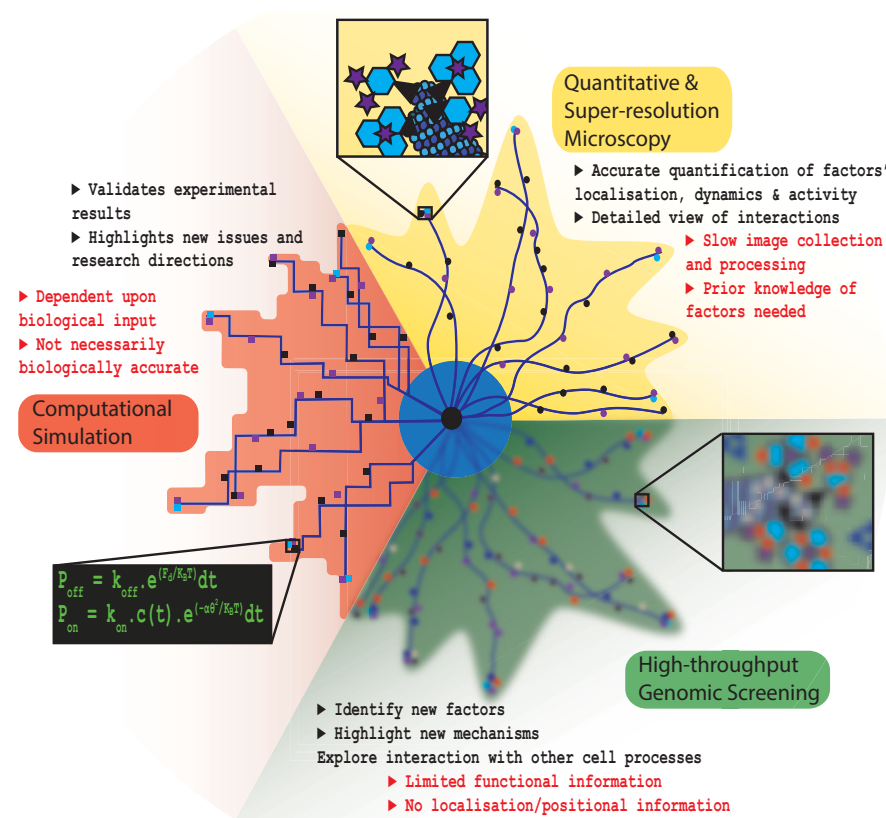 Quantitative &
Super-resolution
Microscopy
▶ Accurate quantification of factors'
localisation, dynamics & activity
▶ Detailed view of interactions
▶ Slow image collection
and processing
▶ Prior knowledge of
factors needed
▶ Validates experimental
results
▶ Highlights new issues and
research directions
▶ Dependent upon
biological input
▶ Not necessarily
biologically accurate
Computational
Simulation
P_off = k_off.e^(F_d/K_BT)dt
P_on = k_on.c(t).e^(-αθ²/K_BT)dt
High-throughput
Genomic Screening
▶ Identify new factors
▶ Highlight new mechanisms
Explore interaction with other cell processes
▶ Limited functional information
▶ No localisation/positional information